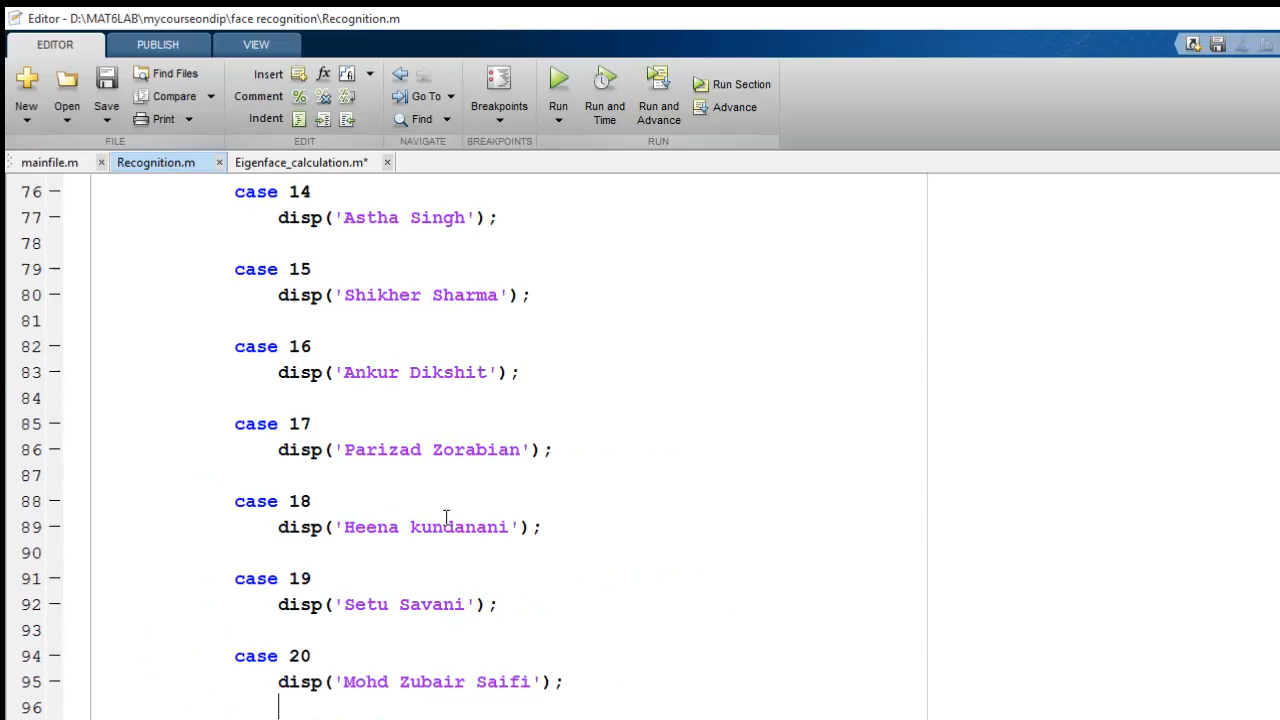 Editor - D:\MAT6LAB\mycourseondip\face recognition\Recognition.m
EDITOR PUBLISH VIEW
New Open Save Find Files Compare Print
Insert fx
Comment
Indent
Go To
Find
Breakpoints
Run Run and Time Run and Advance Run Section Advance
FILE EDIT NAVIGATE BREAKPOINTS RUN
mainfile.m × Recognition.m × Eigenface_calculation.m* ×
76 – case 14
77 – disp('Astha Singh');
78
79 – case 15
80 – disp('Shikher Sharma');
81
82 – case 16
83 – disp('Ankur Dikshit');
84
85 – case 17
86 – disp('Parizad Zorabian');
87
88 – case 18
89 – disp('Heena kundanani');
90
91 – case 19
92 – disp('Setu Savani');
93
94 – case 20
95 – disp('Mohd Zubair Saifi');
96